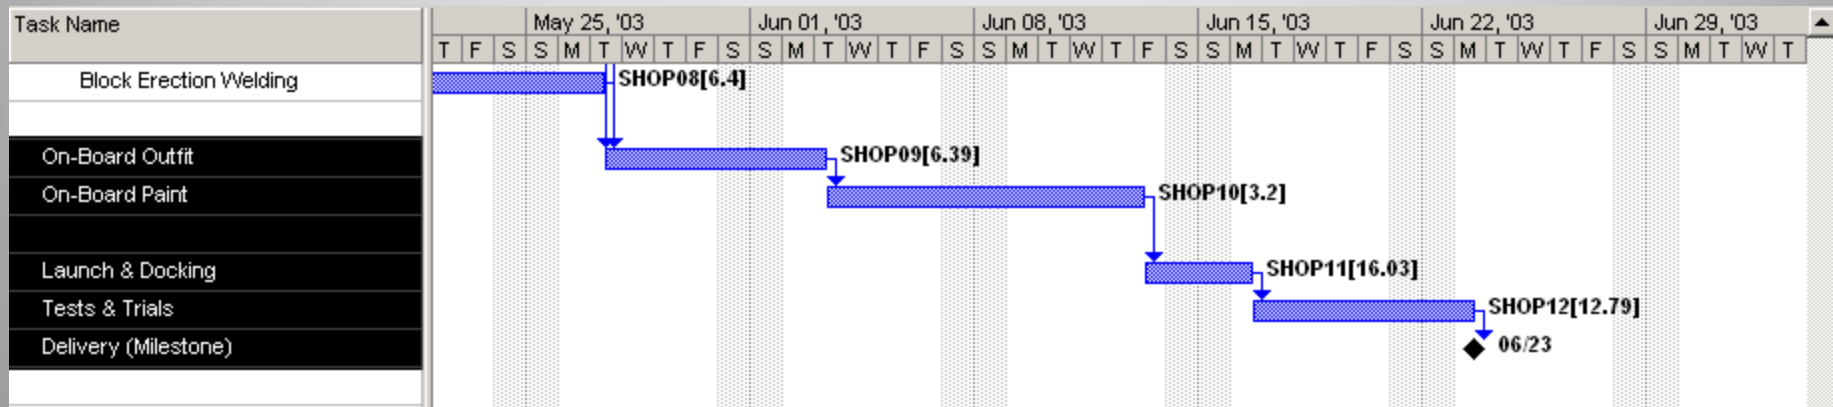 Task Name
May 25, '03 Jun 01, '03 Jun 08, '03 Jun 15, '03 Jun 22, '03 Jun 29, '03
T F S S M T W T F S S M T W T F S S M T W T F S S M T W T F S S M T W T F S S M T W T
Block Erection Welding SHOP08[6.4]
On-Board Outfit SHOP09[6.39]
On-Board Paint SHOP10[3.2]
Launch & Docking SHOP11[16.03]
Tests & Trials SHOP12[12.79]
Delivery (Milestone) 06/23